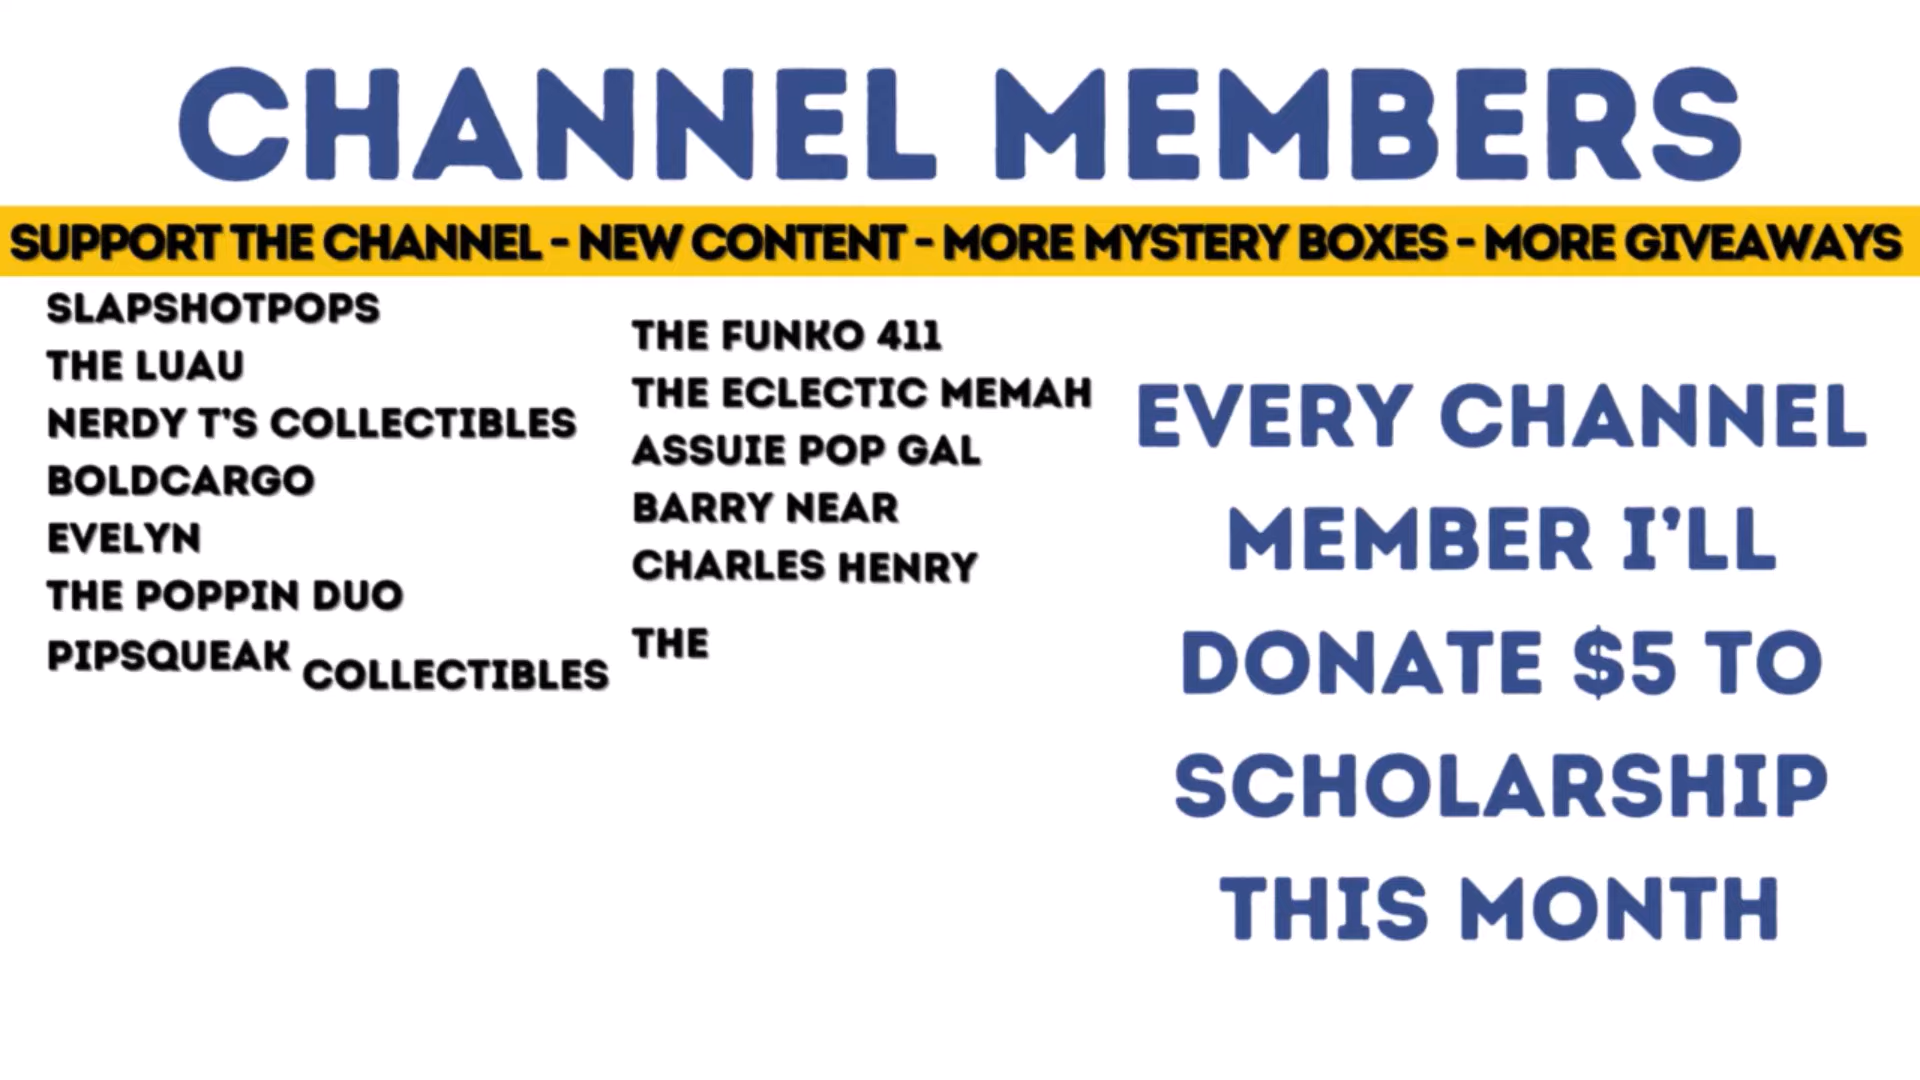 CHANNEL MEMBERS
SUPPORT THE CHANNEL - NEW CONTENT - MORE MYSTERY BOXES - MORE GIVEAWAYS
SLAPSHOTPOPS
THE LUAU
NERDY T'S COLLECTIBLES
BOLDCARGO
EVELYN
THE POPPIN DUO
PIPSQUEAK COLLECTIBLES
THE FUNKO 411
THE ECLECTIC MEMAH
ASSUIE POP GAL
BARRY NEAR
CHARLES HENRY
THE
EVERY CHANNEL
MEMBER I'LL
DONATE $5 TO
SCHOLARSHIP
THIS MONTH